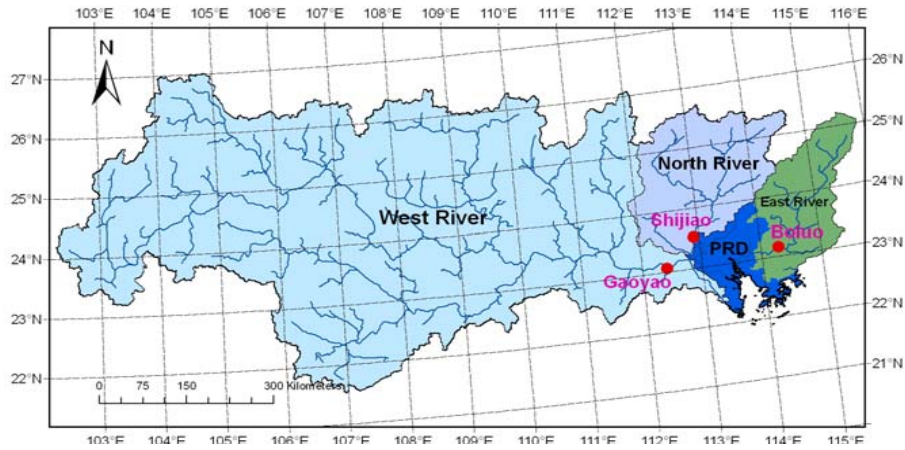 103°E 104°E 105°E 106°E 107°E 108°E 109°E 110°E 111°E 112°E 113°E 114°E 115°E 116°E
N
27°N
26°N
26°N
25°N
North River
25°N
24°N
East River
West River
Shijiao
24°N
PRD
Boluo
23°N
Gaoyao
23°N
22°N
22°N
0 75 150 300 Kilometers
21°N
103°E 104°E 105°E 106°E 107°E 108°E 109°E 110°E 111°E 112°E 113°E 114°E 115°E